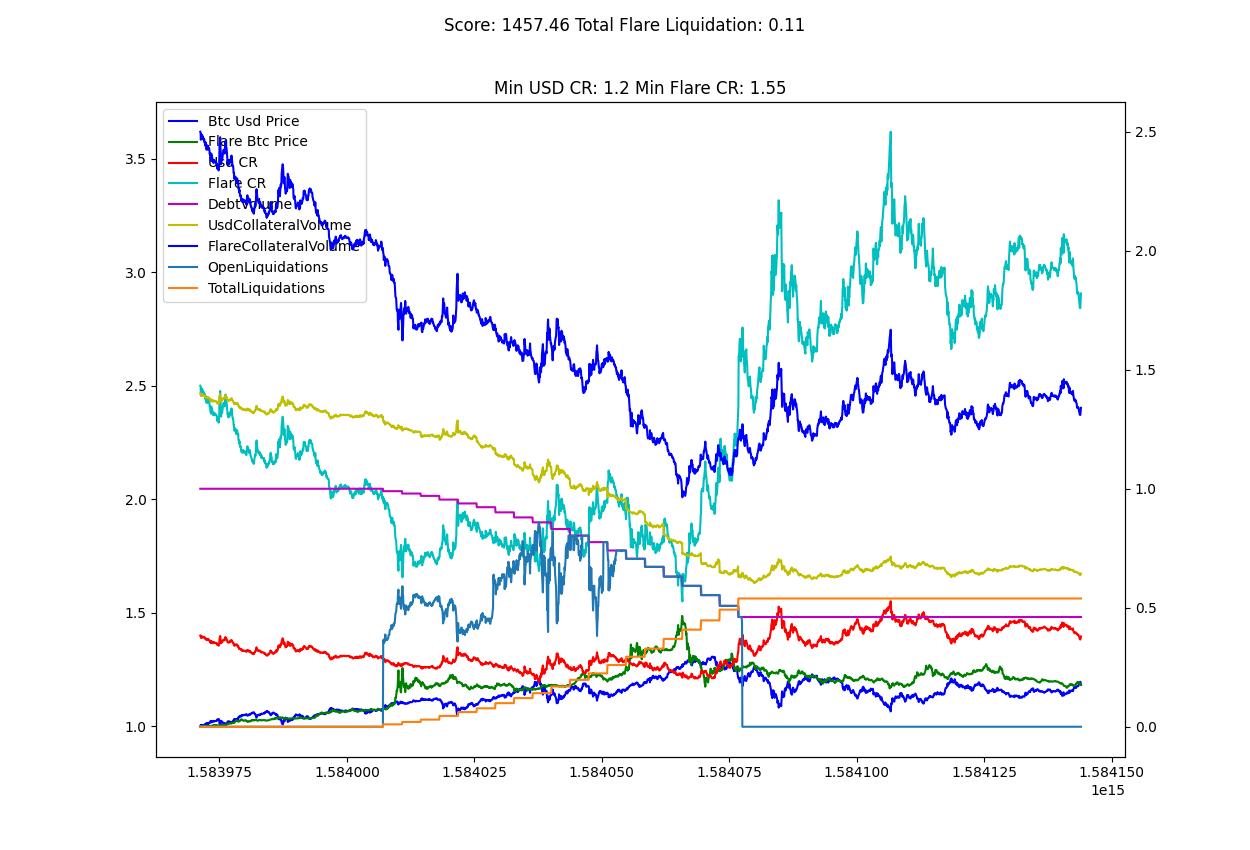 Score: 1457.46 Total Flare Liquidation: 0.11
Min USD CR: 1.2 Min Flare CR: 1.55
Btc Usd Price
Flare Btc Price
Usd CR
Flare CR
DebtVolume
UsdCollateralVolume
FlareCollateralVolume
OpenLiquidations
TotalLiquidations
3.5
3.0
2.5
2.0
1.5
1.0
2.5
2.0
1.5
1.0
0.5
0.0
1.583975
1.584000
1.584025
1.584050
1.584075
1.584100
1.584125
1.584150
1e15